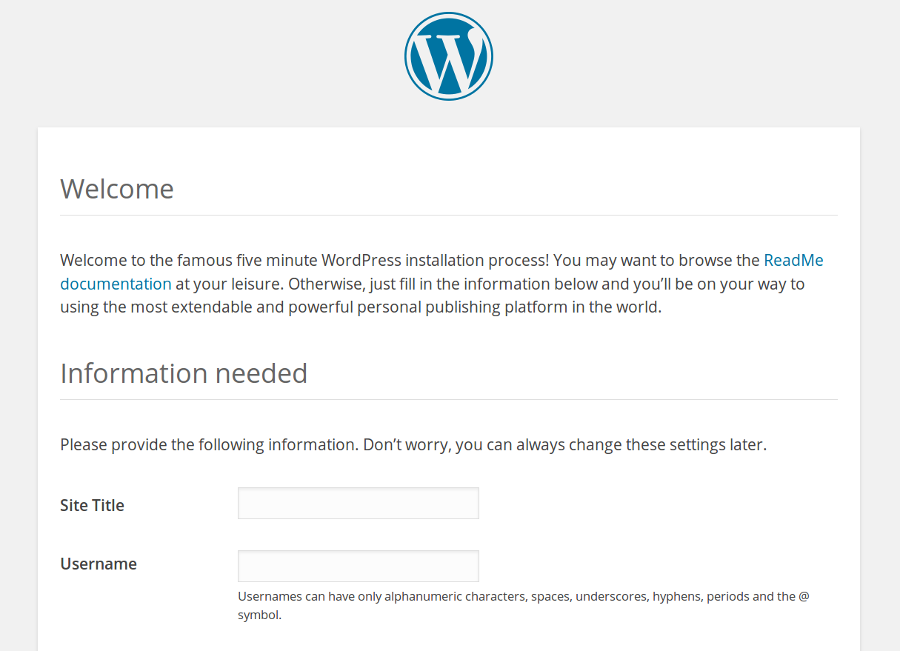 Welcome
Welcome to the famous five minute WordPress installation process! You may want to browse the ReadMe
documentation at your leisure. Otherwise, just fill in the information below and you’ll be on your way to
using the most extendable and powerful personal publishing platform in the world.
Information needed
Please provide the following information. Don’t worry, you can always change these settings later.
Site Title
Username
Usernames can have only alphanumeric characters, spaces, underscores, hyphens, periods and the @
symbol.